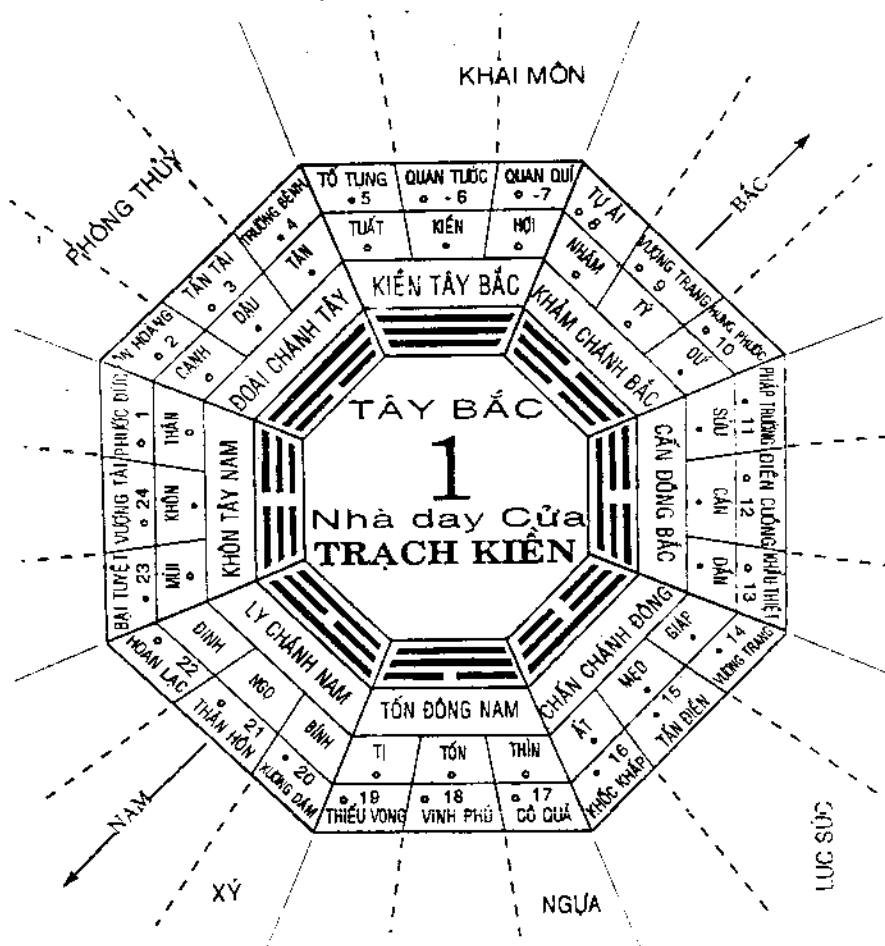 KHAI MÔN
BẮC
PHÓNG THỦY
TỐ TỤNG
QUAN TƯỚC
QUAN QUÍ
5
6
-7
TUẤT
KIỀN
HỢI
KIỀN TÂY BẮC
TỰ ÁI
VƯỢNG TRANG
HƯNG PHƯỚC
8
9
10
NHÂM
TÝ
QUÍ
KHẢM CHÁNH BẮC
PHÁP TRƯỜNG
ĐIÊN CUỒNG
KHẨU THIỆT
11
12
13
SỬU
CẤN
DẦN
CẤN ĐÔNG BẮC
VƯỢNG TRANG
TẤN ĐIỀN
KHỐC KHẤP
14
15
16
GIÁP
MẸO
ẤT
CHẤN CHÁNH ĐÔNG
LỤC SÚC
TỐN ĐÔNG NAM
TỊ
TỐN
THÌN
19
18
17
THIẾU VONG
VINH PHÚ
CÔ QUẢ
NGỰA
XÝ
LY CHÁNH NAM
ĐINH
NGỌ
BÍNH
22
21
20
HOAN LẠC
THÂN HÔN
XƯƠNG DÂM
NAM
KHÔN TÂY NAM
THÂN
KHÔN
MÙI
1
24
23
PHƯỚC ĐỨC
VƯỢNG TÀI
BẠI TUYỆT
ĐOÀI CHÁNH TÂY
CANH
DẬU
TÂN
2
3
4
HOANG
TẤN TÀI
TRƯỜNG BỆNH
TÂY BẮC
1
Nhà day Cửa
TRẠCH KIỀN